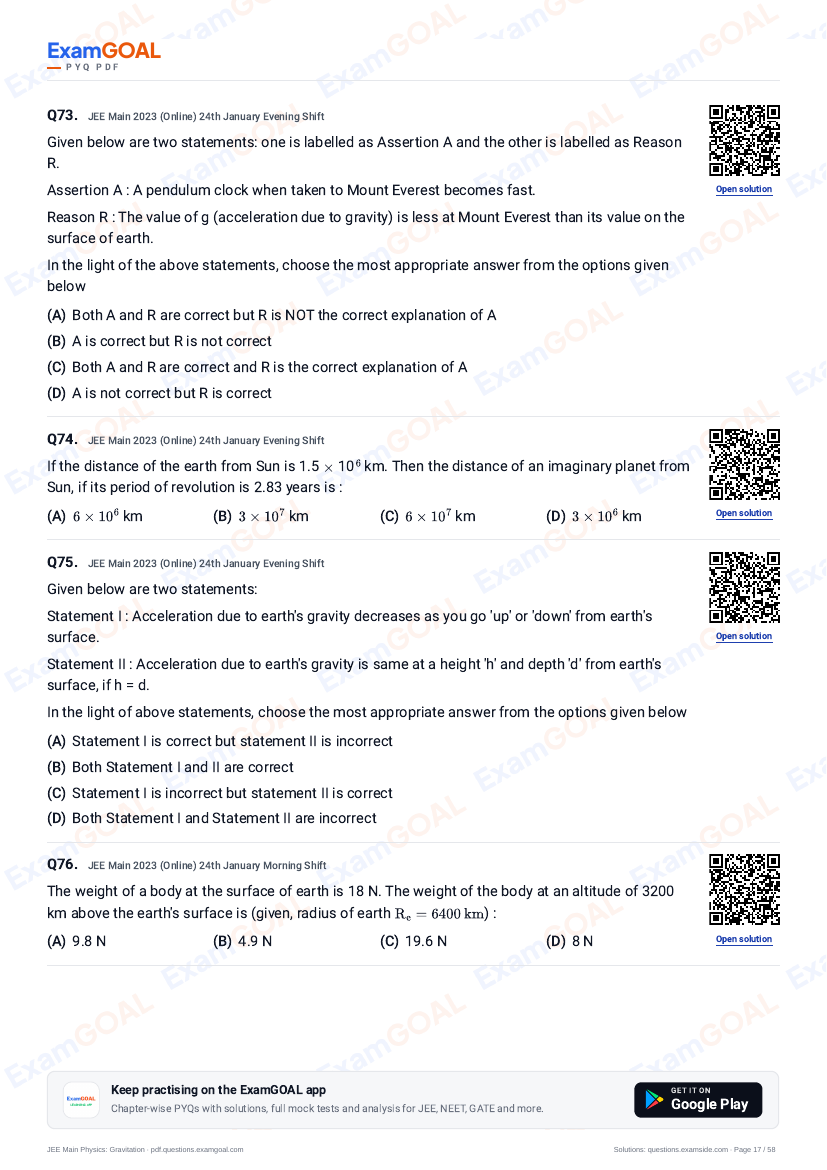 ExamGOAL
PYQ PDF
Q73. JEE Main 2023 (Online) 24th January Evening Shift
Given below are two statements: one is labelled as Assertion A and the other is labelled as Reason
R.
Open solution
Assertion A : A pendulum clock when taken to Mount Everest becomes fast.
Reason R : The value of g (acceleration due to gravity) is less at Mount Everest than its value on the
surface of earth.
In the light of the above statements, choose the most appropriate answer from the options given
below
(A) Both A and R are correct but R is NOT the correct explanation of A
(B) A is correct but R is not correct
(C) Both A and R are correct and R is the correct explanation of A
(D) A is not correct but R is correct
Q74. JEE Main 2023 (Online) 24th January Evening Shift
If the distance of the earth from Sun is 1.5 × 10⁶ km. Then the distance of an imaginary planet from
Sun, if its period of revolution is 2.83 years is :
(A) 6 × 10⁶ km (B) 3 × 10⁷ km (C) 6 × 10⁷ km (D) 3 × 10⁶ km
Open solution
Q75. JEE Main 2023 (Online) 24th January Evening Shift
Given below are two statements:
Statement I : Acceleration due to earth's gravity decreases as you go 'up' or 'down' from earth's
surface.
Open solution
Statement II : Acceleration due to earth's gravity is same at a height 'h' and depth 'd' from earth's
surface, if h = d.
In the light of above statements, choose the most appropriate answer from the options given below
(A) Statement I is correct but statement II is incorrect
(B) Both Statement I and II are correct
(C) Statement I is incorrect but statement II is correct
(D) Both Statement I and Statement II are incorrect
Q76. JEE Main 2023 (Online) 24th January Morning Shift
The weight of a body at the surface of earth is 18 N. The weight of the body at an altitude of 3200
km above the earth's surface is (given, radius of earth Rₑ = 6400 km) :
(A) 9.8 N (B) 4.9 N (C) 19.6 N (D) 8 N
Open solution
ExamGOAL
Keep practising on the ExamGOAL app
Chapter-wise PYQs with solutions, full mock tests and analysis for JEE, NEET, GATE and more.
GET IT ON
Google Play
JEE Main Physics: Gravitation · pdf.questions.examgoal.com
Solutions: questions.examside.com · Page 17 / 58